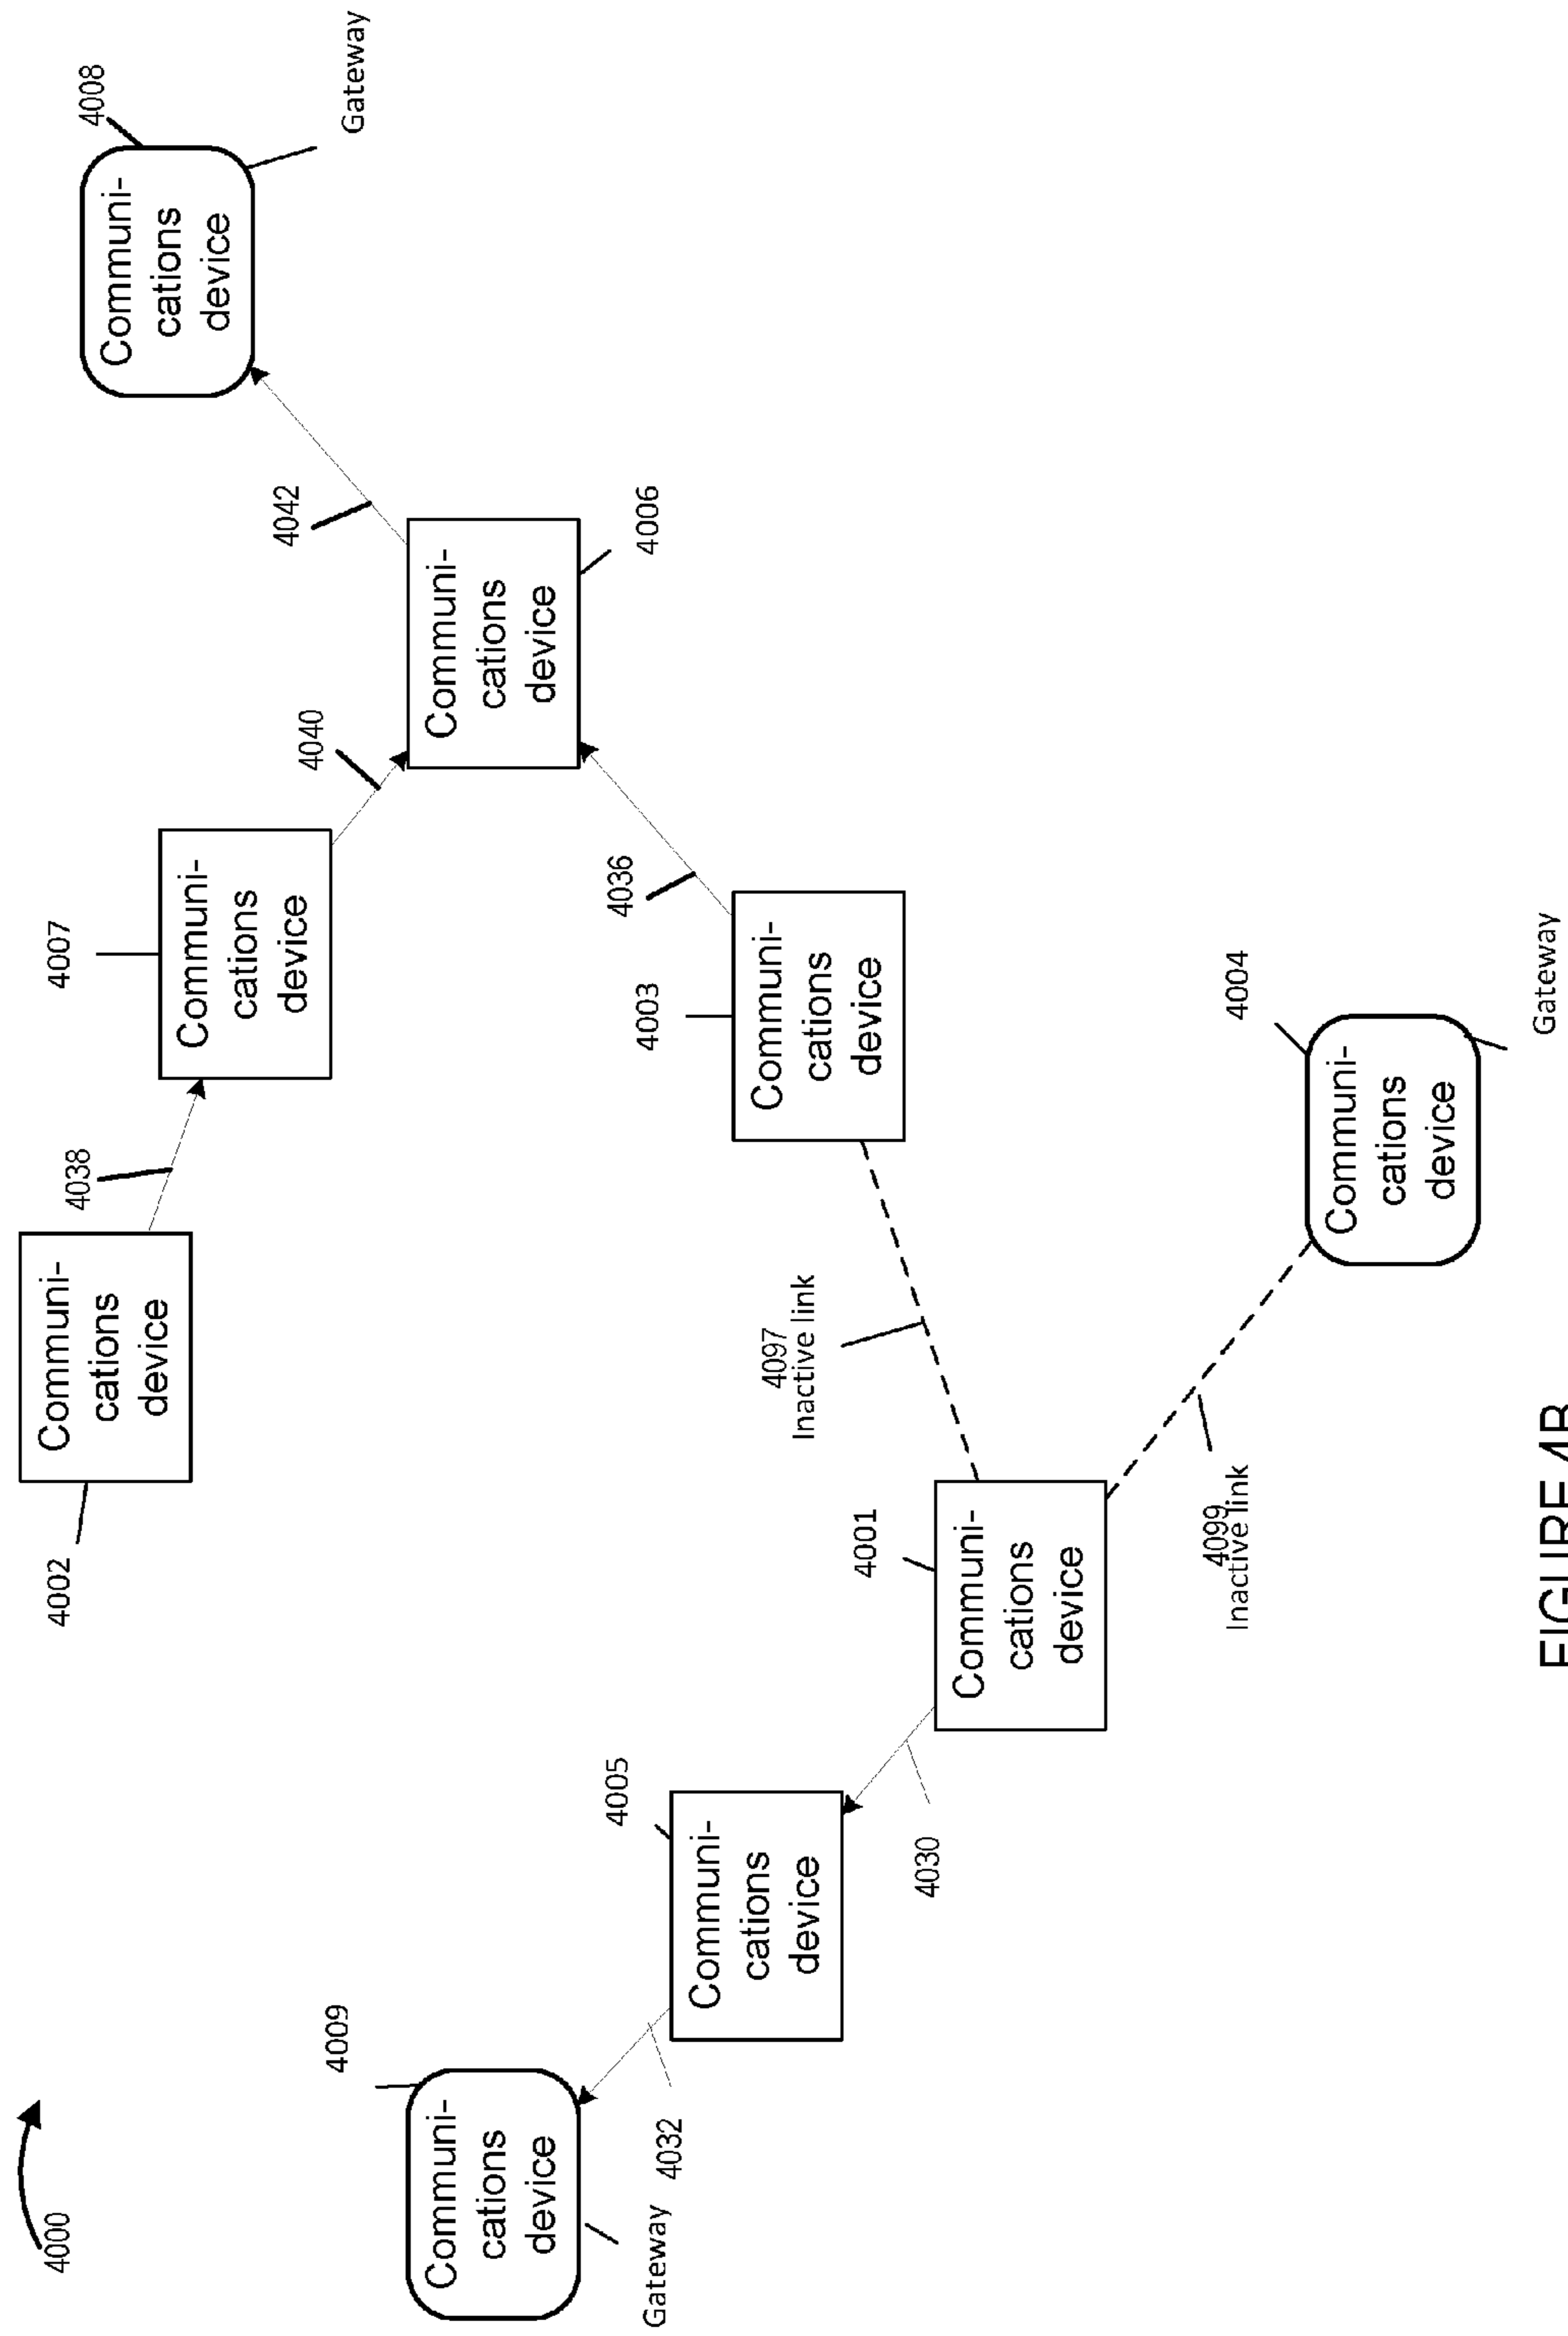 4000
4002
Communi-
cations
device
4038
4007
Communi-
cations
device
4008
Communi-
cations
device
Gateway
4040
4042
4009
Communi-
cations
device
Gateway
4032
Communi-
cations
device
4006
4005
Communi-
cations
device
4030
4036
4003
Communi-
cations
device
4097
Inactive link
4001
Communi-
cations
device
4099
Inactive link
4004
Communi-
cations
device
Gateway
FIGURE 4B